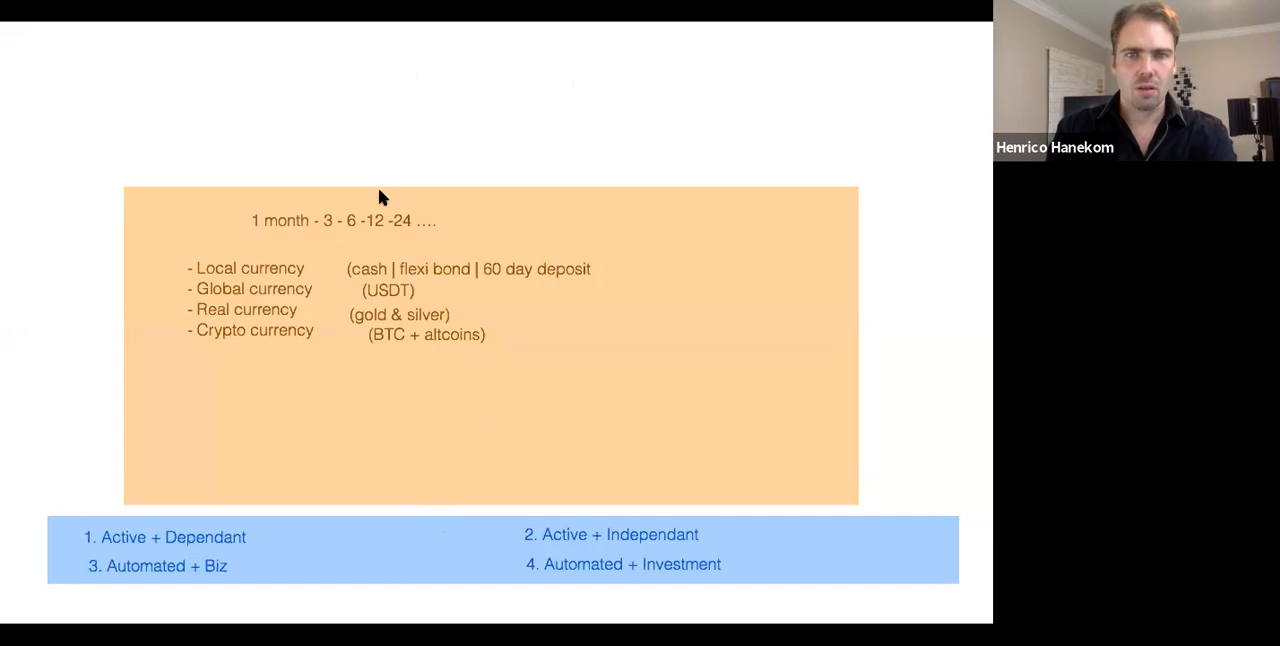 Henrico Hanekom
1 month - 3 - 6 -12 -24 ....
- Local currency (cash | flexi bond | 60 day deposit
- Global currency (USDT)
- Real currency (gold & silver)
- Crypto currency (BTC + altcoins)
1. Active + Dependant 2. Active + Independant
3. Automated + Biz 4. Automated + Investment